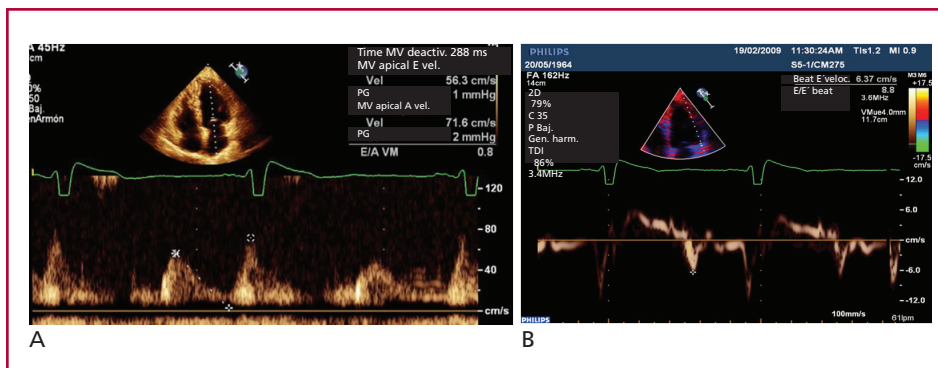 A 45Hz
cm
0%
50
Baj.
enArmón
Time MV deactiv. 288 ms
MV apical E vel.
Vel 56.3 cm/s
PG 1 mmHg
MV apical A vel.
Vel 71.6 cm/s
PG 2 mmHg
E/A VM 0.8
120
80
40
cm/s
A
PHILIPS
19/02/2009 11:30:24AM TIs1.2 MI 0.9
20/05/1964
S5-1/CM275
FA 162Hz
14cm
2D
79%
C 35
P Baj.
Gen. harm.
TDI
86%
3.4MHz
Beat E´veloc. 6.37 cm/s
E/E´ beat 8.8
3.6MHz
VMue4.0mm
11.7cm
M3 M6
+17.5
-17.5
cm/s
-12.0
6.0
cm/s
-6.0
-12.0
100mm/s
61lpm
PHILIPS
B